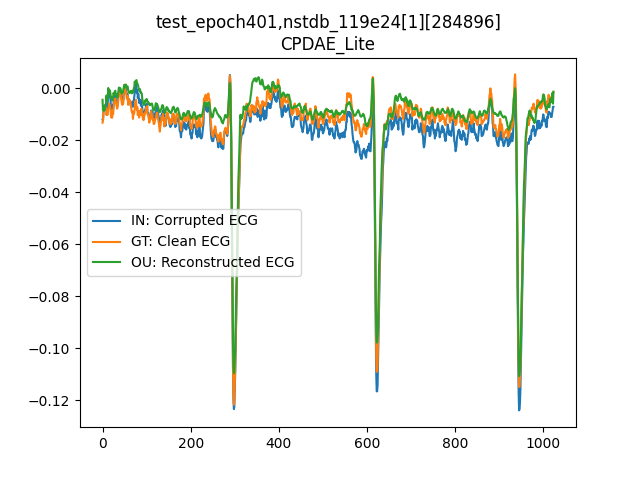 test_epoch401,nstdb_119e24[1][284896]
CPDAE_Lite
0.00
−0.02
−0.04
−0.06
−0.08
−0.10
−0.12
IN: Corrupted ECG
GT: Clean ECG
OU: Reconstructed ECG
0 200 400 600 800 1000